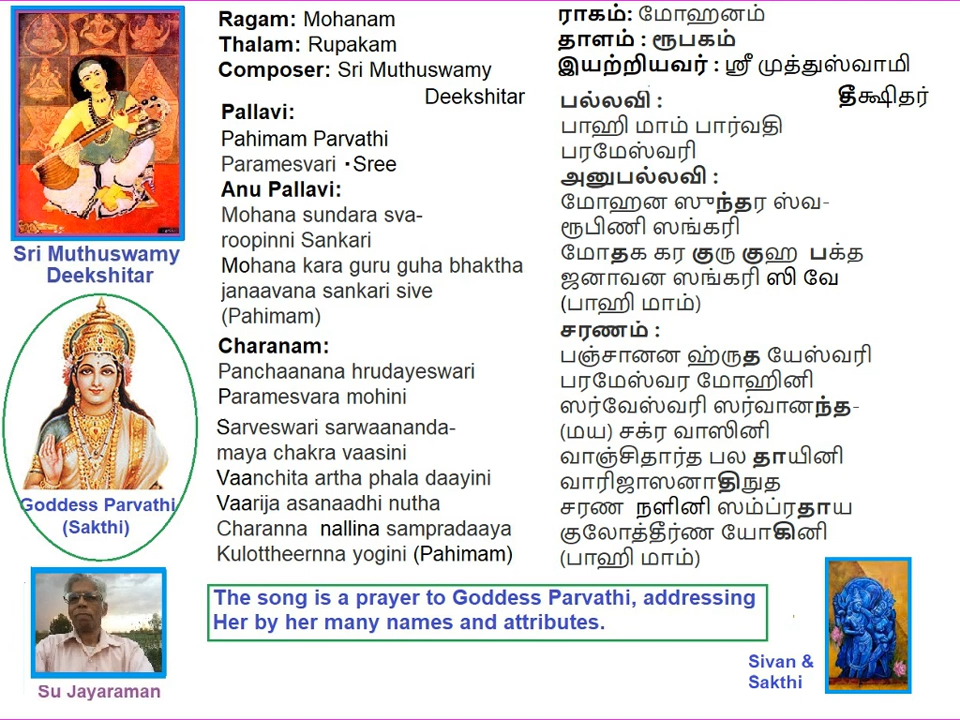 Ragam: Mohanam
Thalam: Rupakam
Composer: Sri Muthuswamy
Deekshitar
Pallavi:
Pahimam Parvathi
Paramesvari • Sree
Anu Pallavi:
Mohana sundara sva-
roopinni Sankari
Mohana kara guru guha bhaktha
janaavana sankari sive
(Pahimam)
Charanam:
Panchaanana hrudayeswari
Paramesvara mohini
Sarveswari sarwaananda-
maya chakra vaasini
Vaanchita artha phala daayini
Vaarija asanaadhi nutha
Charanna nallina sampradaaya
Kulottheernna yogini (Pahimam)
ராகம்: மோஹனம்
தாளம் : ரூபகம்
இயற்றியவர் : ஸ்ரீ முத்துஸ்வாமி
தீக்ஷிதர்
பல்லவி :
பாஹி மாம் பார்வதி
பரமேஸ்வரி
அனுபல்லவி :
மோஹன ஸுந்தர ஸ்வ-
ரூபிணி ஸங்கரி
மோதக கர குரு குஹ பக்த
ஜனாவன ஸங்கரி ஸி வே
(பாஹி மாம்)
சரணம் :
பஞ்சானன ஹ்ருத யேஸ்வரி
பரமேஸ்வர மோஹினி
ஸர்வேஸ்வரி ஸர்வானந்த-
(மய) சக்ர வாஸினி
வாஞ்சிதார்த பல தாயினி
வாரிஜாஸனாதிநுத
சரண நளினி ஸம்ப்ரதாய
குலோத்தீர்ண யோகினி
(பாஹி மாம்)
Sri Muthuswamy
Deekshitar
Goddess Parvathi
(Sakthi)
Su Jayaraman
The song is a prayer to Goddess Parvathi, addressing
Her by her many names and attributes.
Sivan &
Sakthi